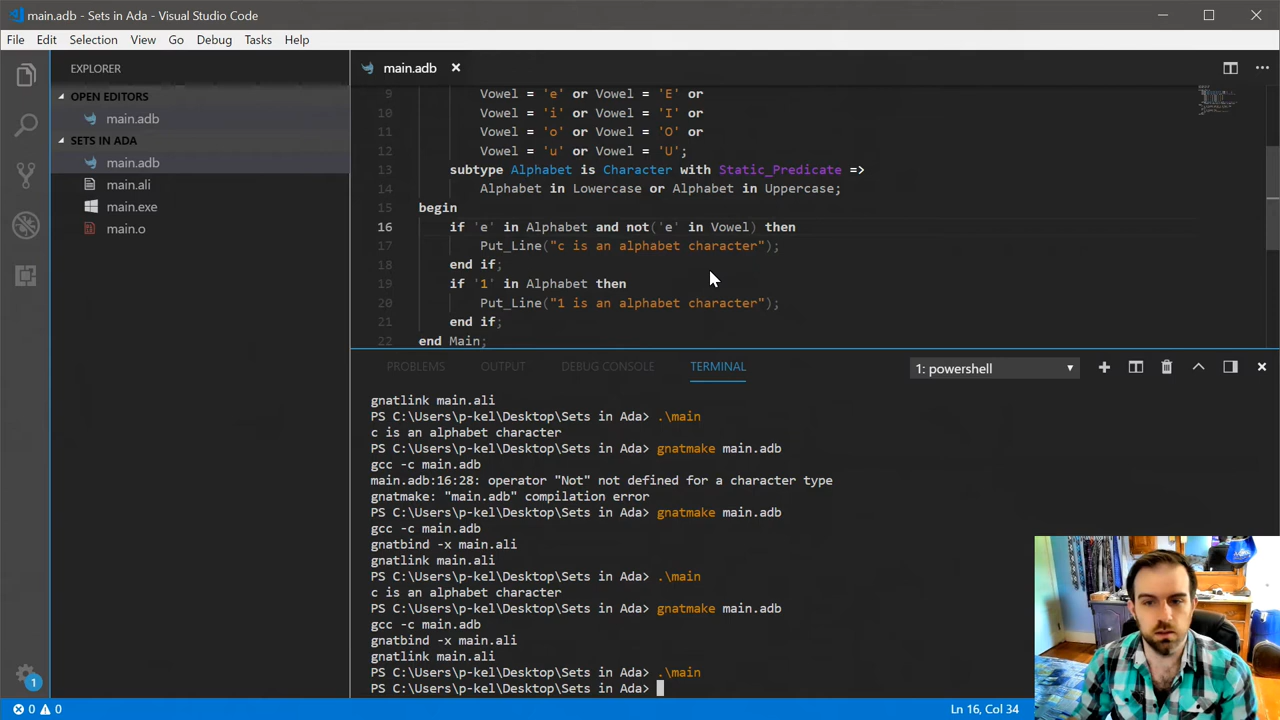 main.adb - Sets in Ada - Visual Studio Code
File Edit Selection View Go Debug Tasks Help
EXPLORER
OPEN EDITORS
main.adb
SETS IN ADA
main.adb
main.ali
main.exe
main.o
1
main.adb
9 Vowel = 'e' or Vowel = 'E' or
10 Vowel = 'i' or Vowel = 'I' or
11 Vowel = 'o' or Vowel = 'O' or
12 Vowel = 'u' or Vowel = 'U';
13 subtype Alphabet is Character with Static_Predicate =>
14 Alphabet in Lowercase or Alphabet in Uppercase;
15 begin
16 if 'e' in Alphabet and not('e' in Vowel) then
17 Put_Line("c is an alphabet character");
18 end if;
19 if '1' in Alphabet then
20 Put_Line("1 is an alphabet character");
21 end if;
22 end Main;
PROBLEMS OUTPUT DEBUG CONSOLE TERMINAL 1: powershell
gnatlink main.ali
PS C:\Users\p-kel\Desktop\Sets in Ada> .\main
c is an alphabet character
PS C:\Users\p-kel\Desktop\Sets in Ada> gnatmake main.adb
gcc -c main.adb
main.adb:16:28: operator "Not" not defined for a character type
gnatmake: "main.adb" compilation error
PS C:\Users\p-kel\Desktop\Sets in Ada> gnatmake main.adb
gcc -c main.adb
gnatbind -x main.ali
gnatlink main.ali
PS C:\Users\p-kel\Desktop\Sets in Ada> .\main
c is an alphabet character
PS C:\Users\p-kel\Desktop\Sets in Ada> gnatmake main.adb
gcc -c main.adb
gnatbind -x main.ali
gnatlink main.ali
PS C:\Users\p-kel\Desktop\Sets in Ada> .\main
PS C:\Users\p-kel\Desktop\Sets in Ada>
0 0 Ln 16, Col 34